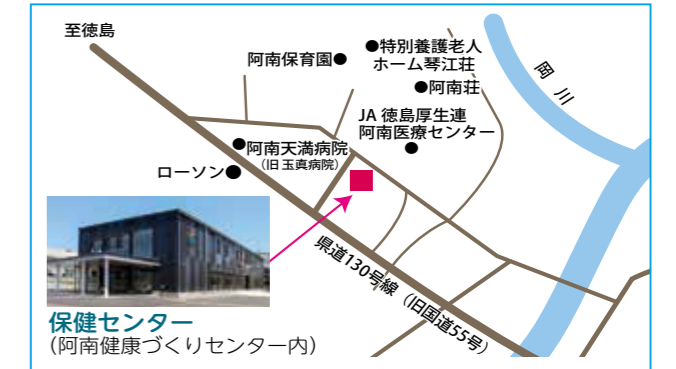 至徳島
●特別養護老人
ホーム琴江荘
阿南保育園●
●阿南荘
岡川
JA 徳島厚生連
阿南医療センター
●
●阿南天満病院
（旧 玉真病院）
ローソン●
県道130号線（旧国道55号）
保健センター
（阿南健康づくりセンター内）